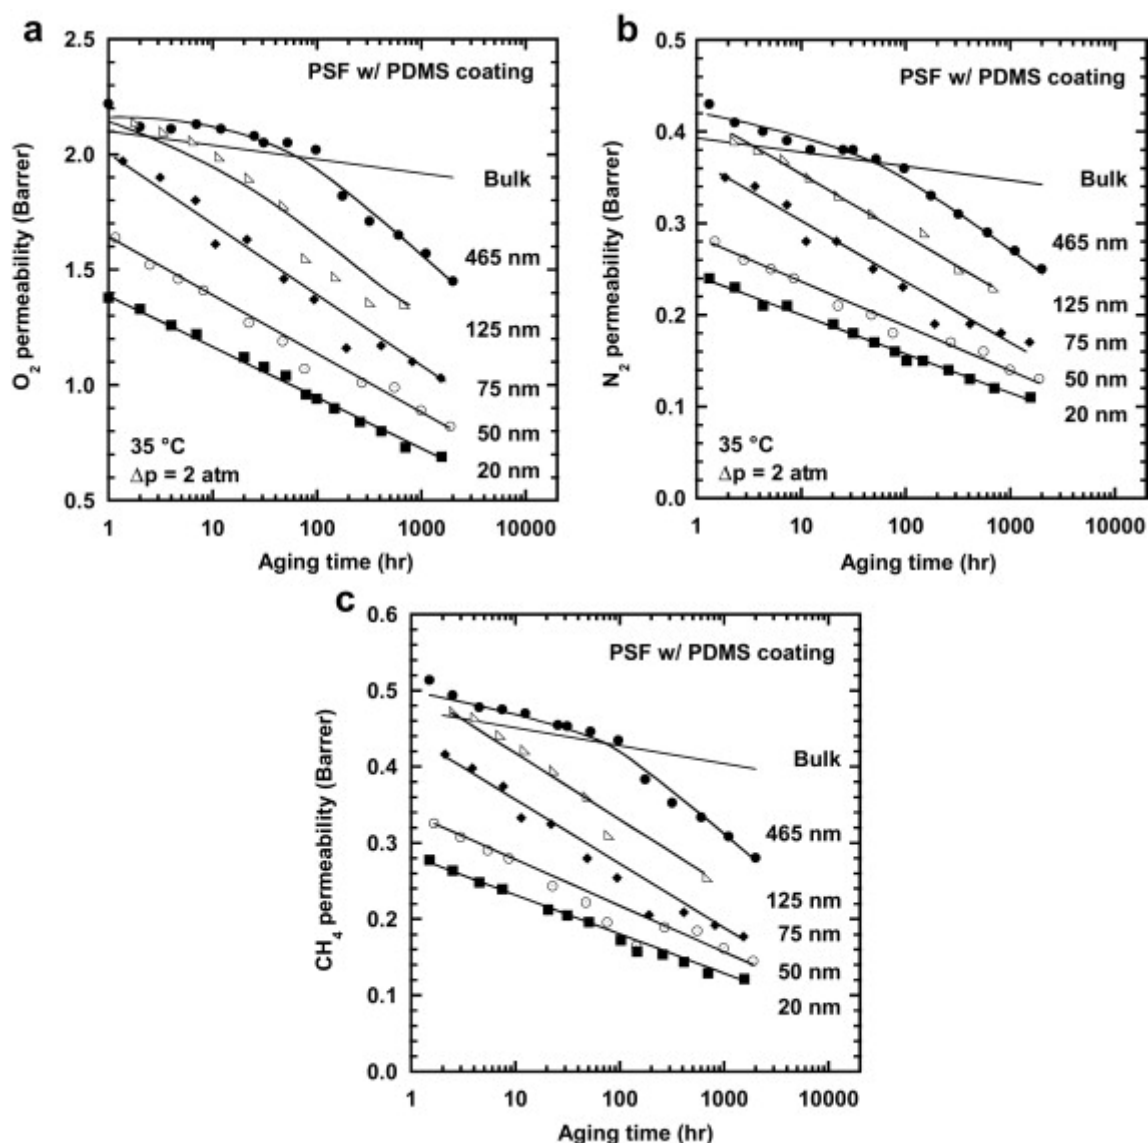 a
2.5
2.0
1.5
1.0
0.5
O2 permeability (Barrer)
PSF w/ PDMS coating
Bulk
465 nm
125 nm
75 nm
50 nm
20 nm
35 °C
Δp = 2 atm
1 10 100 1000 10000
Aging time (hr)
b
0.5
0.4
0.3
0.2
0.1
0.0
N2 permeability (Barrer)
PSF w/ PDMS coating
Bulk
465 nm
125 nm
75 nm
50 nm
20 nm
35 °C
Δp = 2 atm
1 10 100 1000 10000
Aging time (hr)
c
0.6
0.5
0.4
0.3
0.2
0.1
0.0
CH4 permeability (Barrer)
PSF w/ PDMS coating
Bulk
465 nm
125 nm
75 nm
50 nm
20 nm
1 10 100 1000 10000
Aging time (hr)